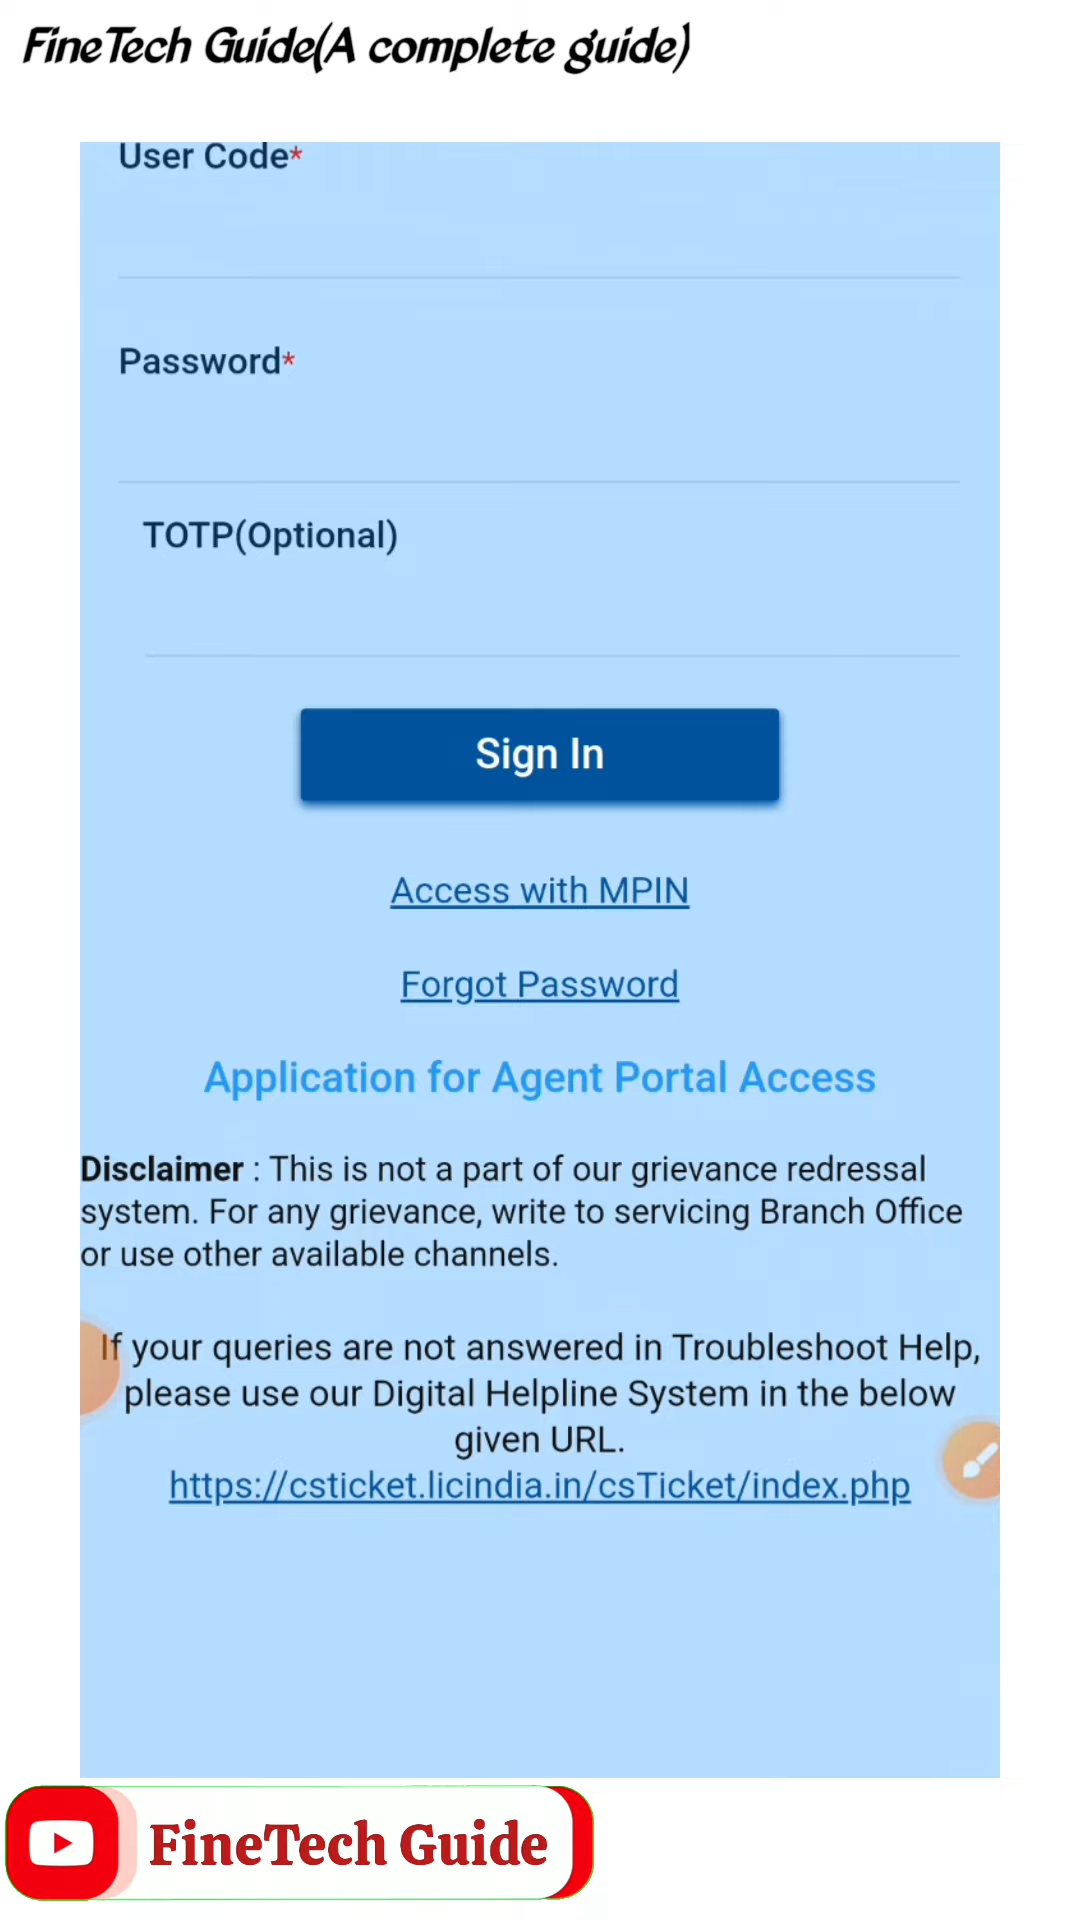 FineTech Guide(A complete guide)
User Code*
Password*
TOTP(Optional)
Sign In
Access with MPIN
Forgot Password
Application for Agent Portal Access
Disclaimer : This is not a part of our grievance redressal
system. For any grievance, write to servicing Branch Office
or use other available channels.
If your queries are not answered in Troubleshoot Help,
please use our Digital Helpline System in the below
given URL.
https://csticket.licindia.in/csTicket/index.php
FineTech Guide